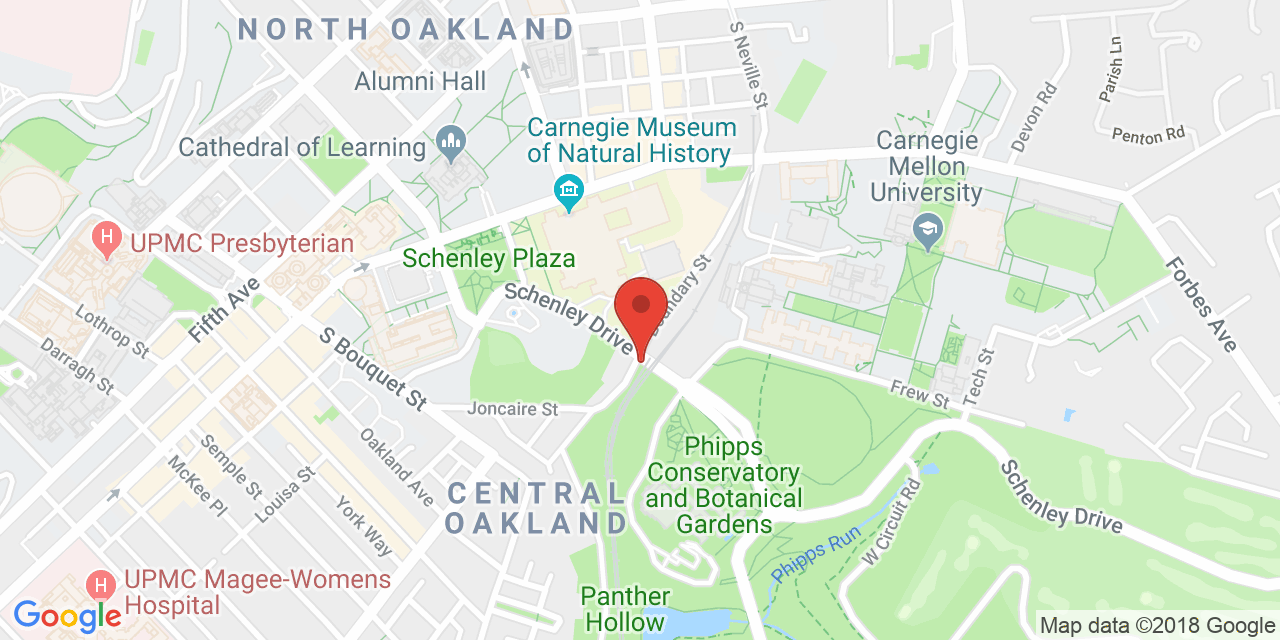 NORTH OAKLAND
S Neville St
Parish Ln
Alumni Hall
Devon Rd
Carnegie Museum
of Natural History
Penton Rd
Cathedral of Learning
Carnegie
Mellon
University
UPMC Presbyterian
Schenley Plaza
Fifth Ave
Schenley Drive
Boundary St
Forbes Ave
Lothrop St
Darragh St
S Bouquet St
Tech St
Frew St
Joncaire St
Oakland Ave
Semple St
McKee Pl
Louisa St
York Way
Phipps
Conservatory
and Botanical
Gardens
CENTRAL
OAKLAND
Schenley Drive
W Circuit Rd
Phipps Run
UPMC Magee-Womens
Hospital
Panther
Hollow
Google
Map data ©2018 Google